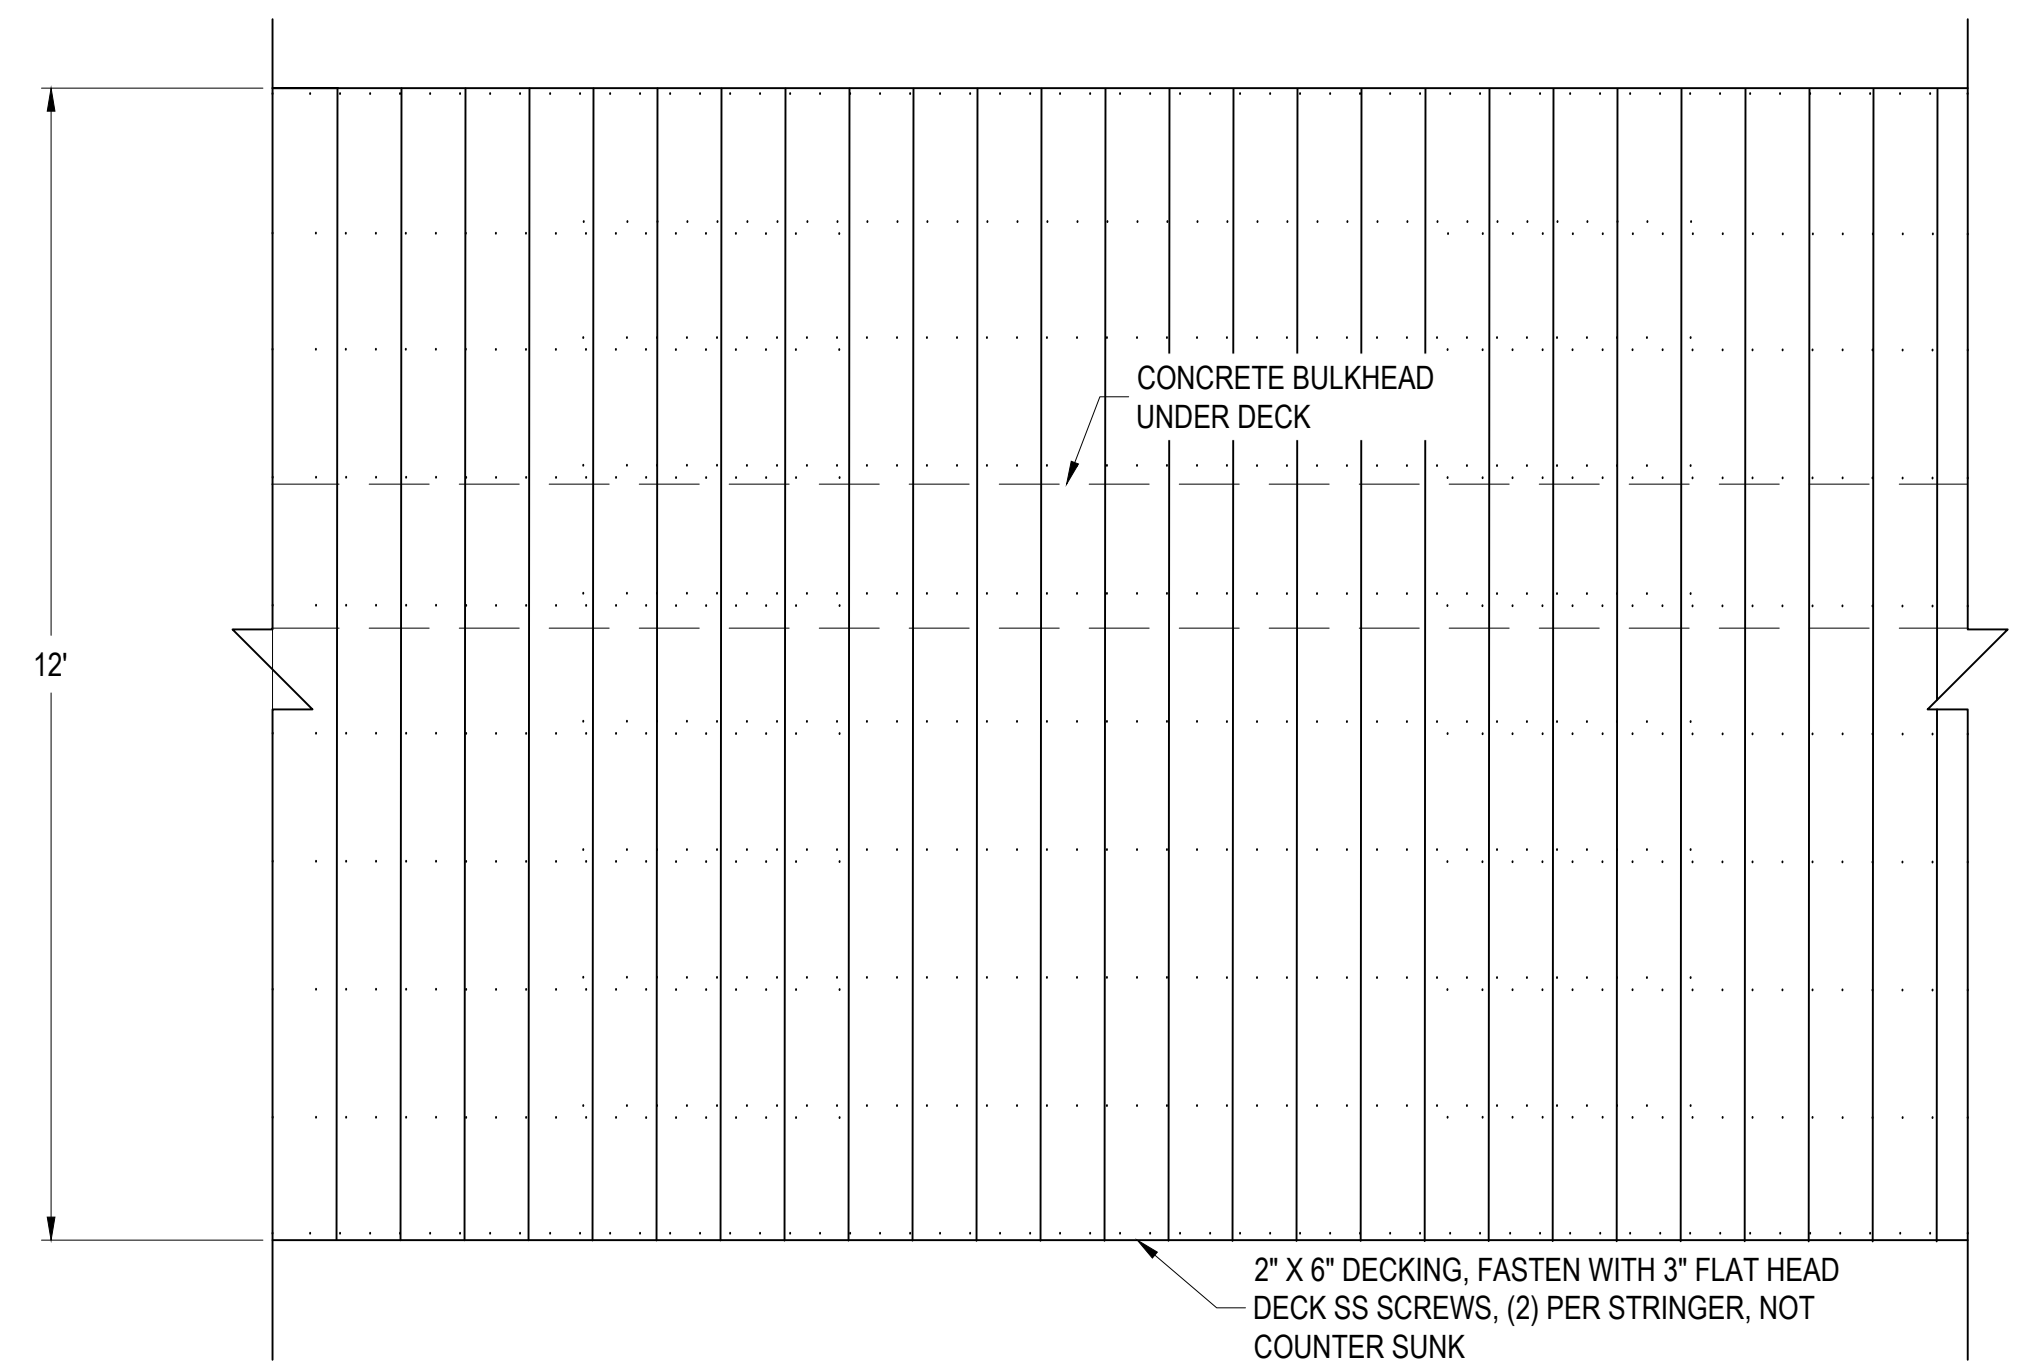 CONCRETE BULKHEAD
UNDER DECK
12'
2" X 6" DECKING, FASTEN WITH 3" FLAT HEAD
DECK SS SCREWS, (2) PER STRINGER, NOT
COUNTER SUNK